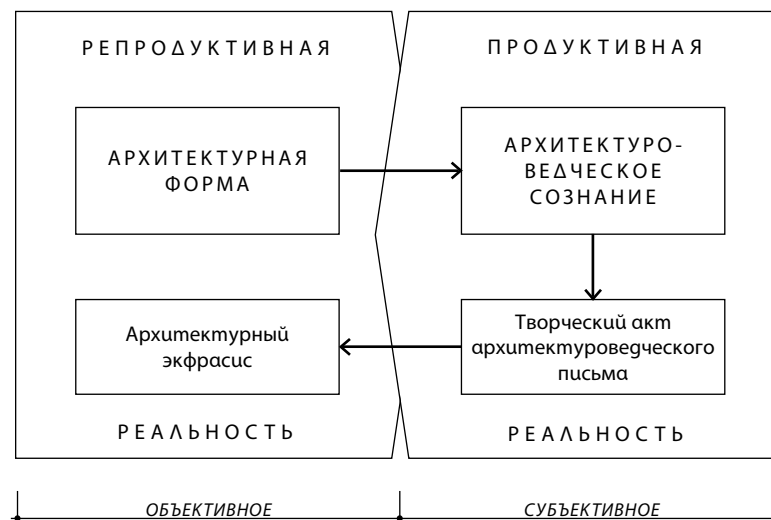 РЕПРОДУКТИВНАЯ
ПРОДУКТИВНАЯ
АРХИТЕКТУРНАЯ
ФОРМА
АРХИТЕКТУРО-
ВЕДЧЕСКОЕ
СОЗНАНИЕ
Архитектурный
экфрасис
Творческий акт
архитектуроведческого
письма
РЕАЛЬНОСТЬ
РЕАЛЬНОСТЬ
ОБЪЕКТИВНОЕ
СУБЪЕКТИВНОЕ